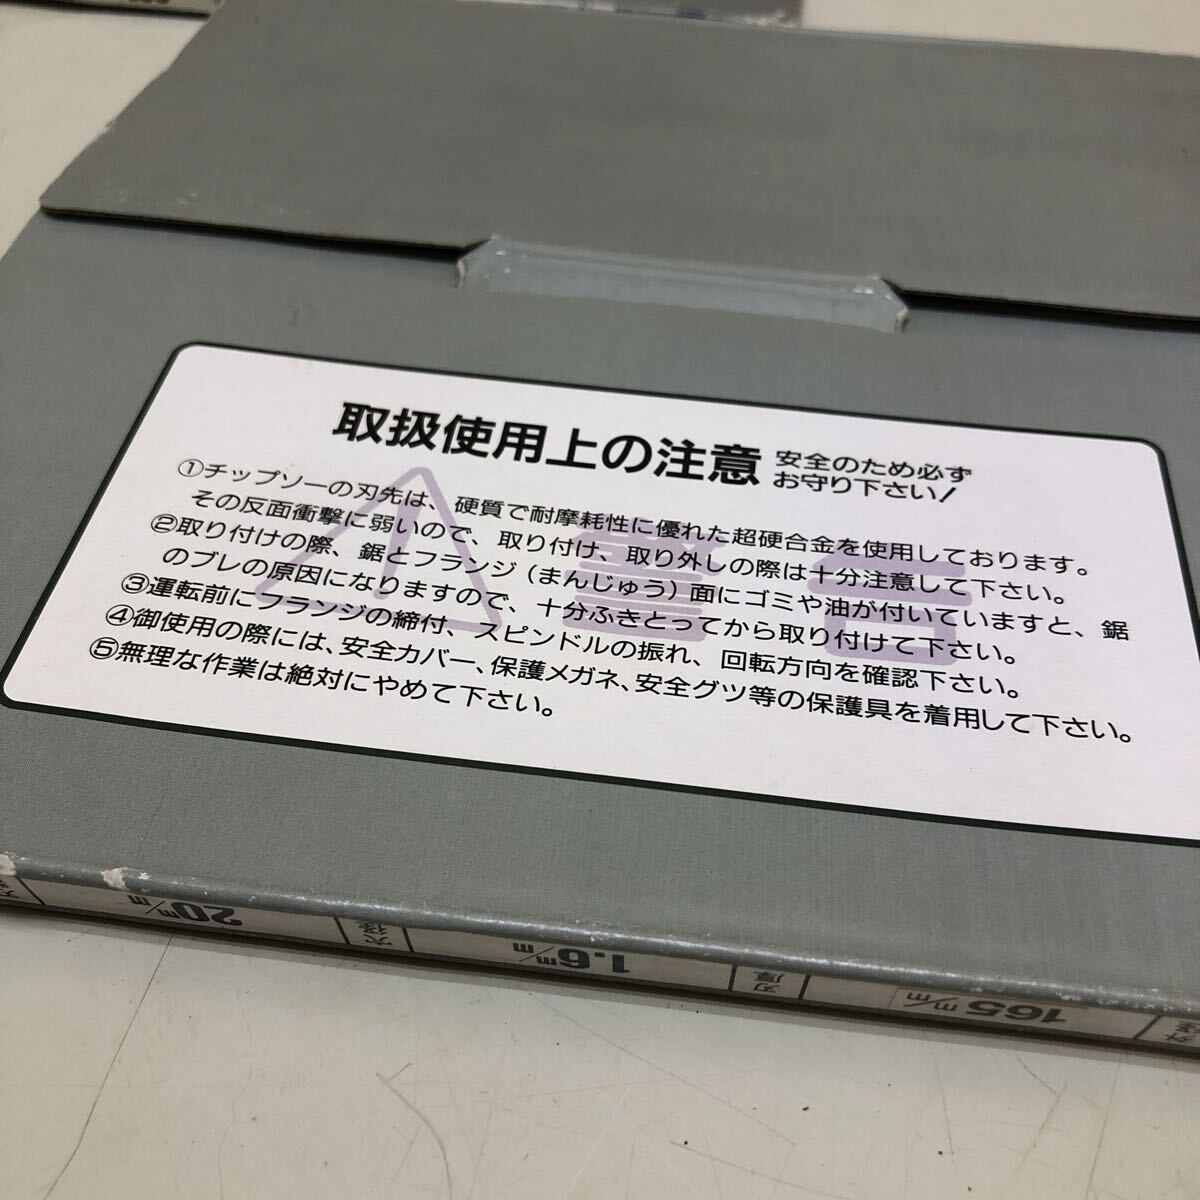 取扱使用上の注意 安全のため必ず
お守り下さい!
①チップソーの刃先は、硬質で耐摩耗性に優れた超硬合金を使用しております。
その反面衝撃に弱いので、取り付け、取り外しの際は十分注意して下さい。
②取り付けの際、鋸とフランジ(まんじゅう)面にゴミや油が付いていますと、鋸
のブレの原因になりますので、十分ふきとってから取り付けて下さい。
③運転前にフランジの締付、スピンドルの振れ、回転方向を確認下さい。
④御使用の際には、安全カバー、保護メガネ、安全グツ等の保護具を着用して下さい。
⑤無理な作業は絶対にやめて下さい。
警告
外径 165m/m 刃厚 1.6m/m 穴径 20m/m